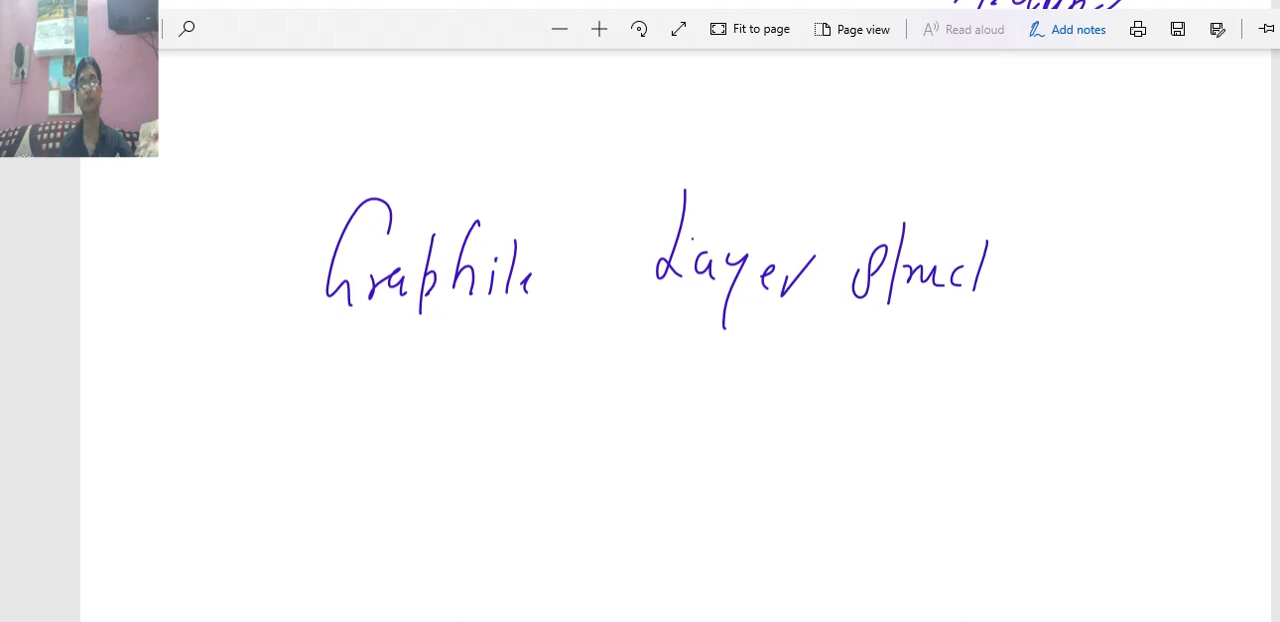 Fit to page Page view Read aloud Add notes
Graphite Layer struct